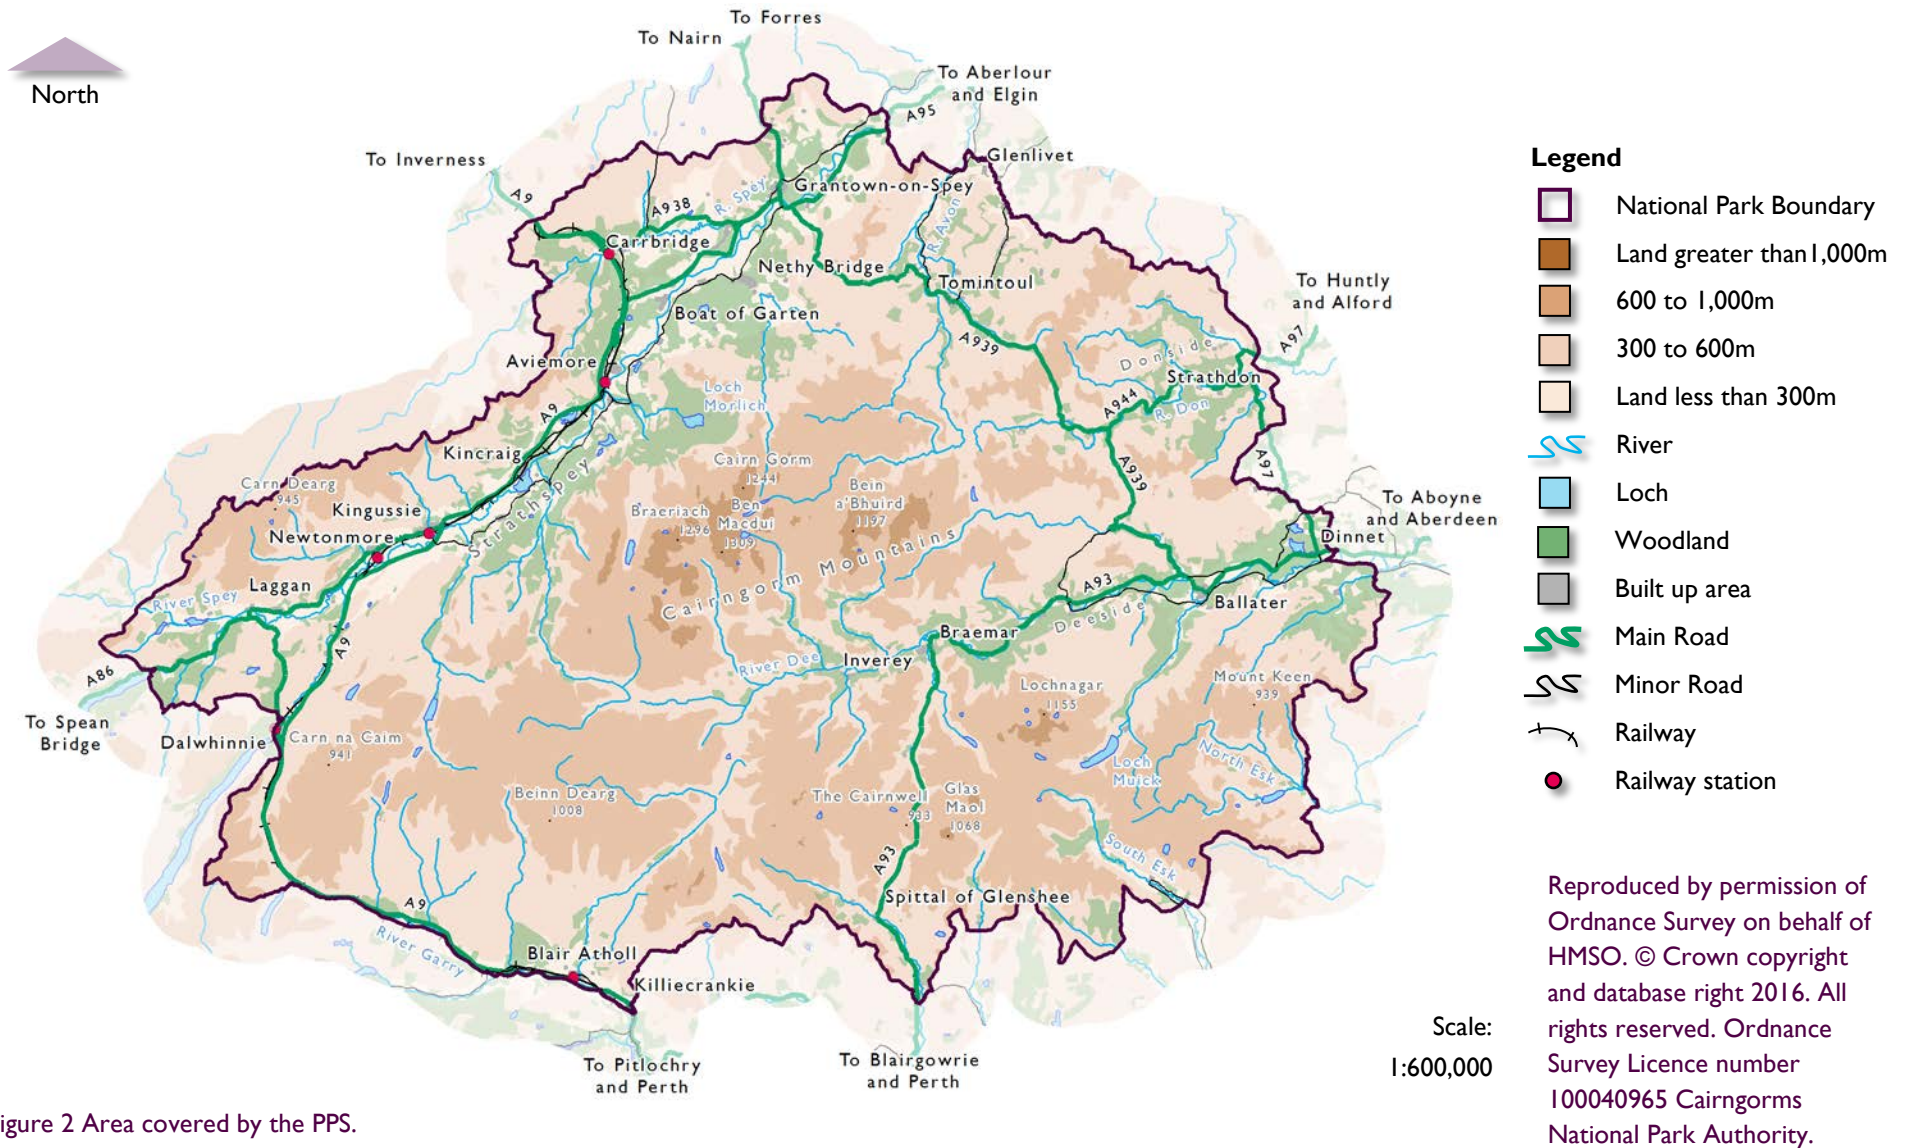 To Forres
To Nairn
To Aberlour
and Elgin
North
A95
To Inverness
Glenlivet
A9
Grantown-on-Spey
R. Spey
A938
R. Avon
Carrbridge
Nethy Bridge
Tomintoul
To Huntly
and Alford
Boat of Garten
A97
A939
Donside
Aviemore
Strathdon
Loch
Morlich
A944
R. Don
A9
Kincraig
Cairn Gorm
1244
A97
A939
Carn Dearg
945
Bein
a'Bhuird
1197
Strathspey
To Aboyne
and Aberdeen
Kingussie
Braeriach
1296
Ben
Macdui
1309
Newtonmore
Dinnet
Cairngorm Mountains
Laggan
A93
River Spey
Ballater
Deeside
Braemar
A9
Inverey
River Dee
A86
Lochnagar
1155
Mount Keen
939
To Spean
Bridge
Dalwhinnie
Carn na Caim
941
North Esk
Loch
Muick
Beinn Dearg
1008
The Cairnwell
933
Glas
Maol
1068
A93
South Esk
Spittal of Glenshee
A9
River Garry
Blair Atholl
Killiecrankie
To Pitlochry
and Perth
To Blairgowrie
and Perth
Scale:
1:600,000
Legend
National Park Boundary
Land greater than1,000m
600 to 1,000m
300 to 600m
Land less than 300m
River
Loch
Woodland
Built up area
Main Road
Minor Road
Railway
Railway station
Reproduced by permission of
Ordnance Survey on behalf of
HMSO. © Crown copyright
and database right 2016. All
rights reserved. Ordnance
Survey Licence number
100040965 Cairngorms
National Park Authority.
igure 2 Area covered by the PPS.